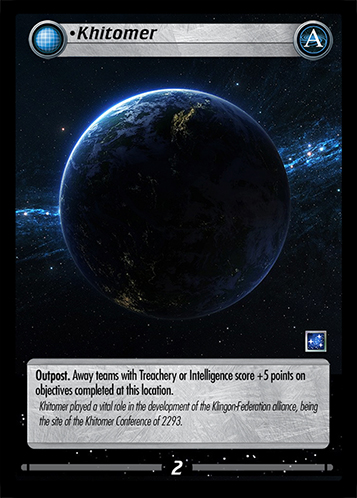 •Khitomer
A
Outpost. Away teams with Treachery or Intelligence score +5 points on
objectives completed at this location.
Khitomer played a vital role in the development of the Klingon-Federation alliance, being
the site of the Khitomer Conference of 2293.
2